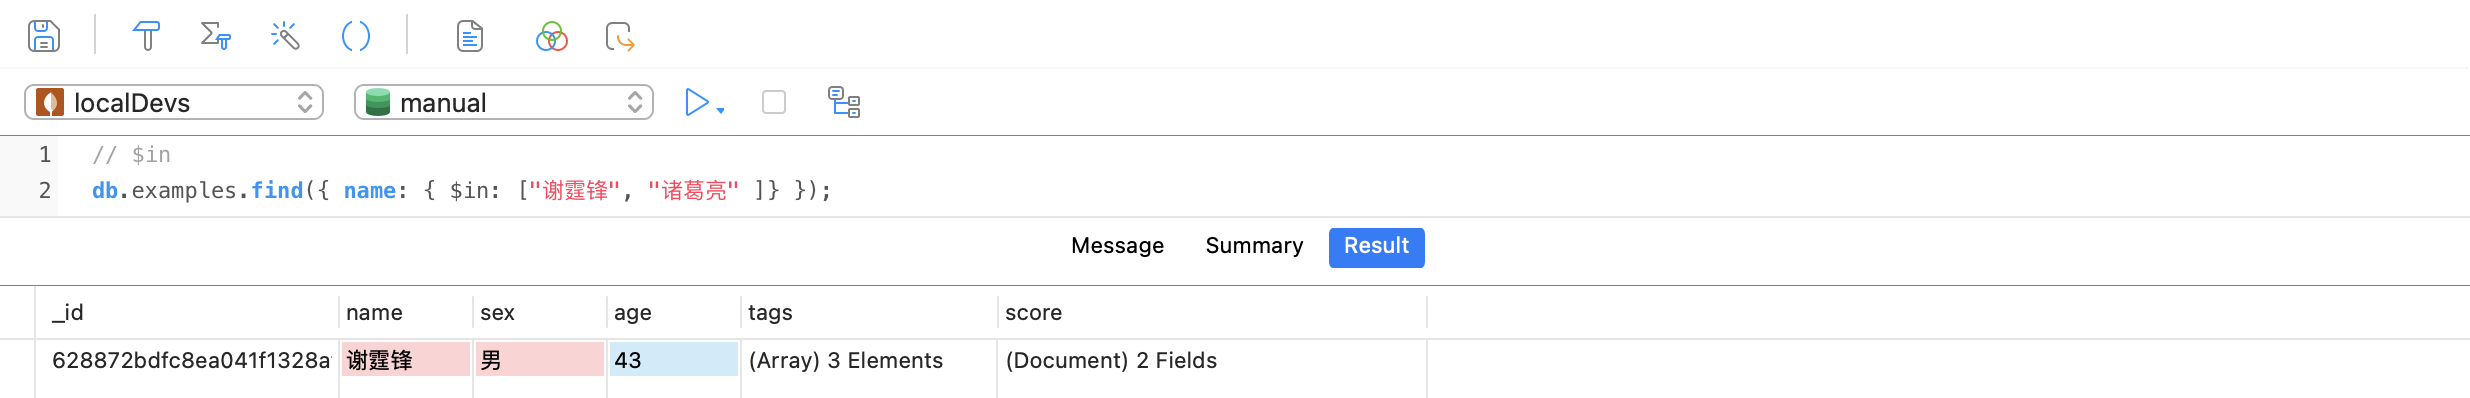 localDevs manual
1 // $in
2 db.examples.find({ name: { $in: ["谢霆锋", "诸葛亮" ]} });
Message Summary Result
_id name sex age tags score
628872bdfc8ea041f1328a 谢霆锋 男 43 (Array) 3 Elements (Document) 2 Fields